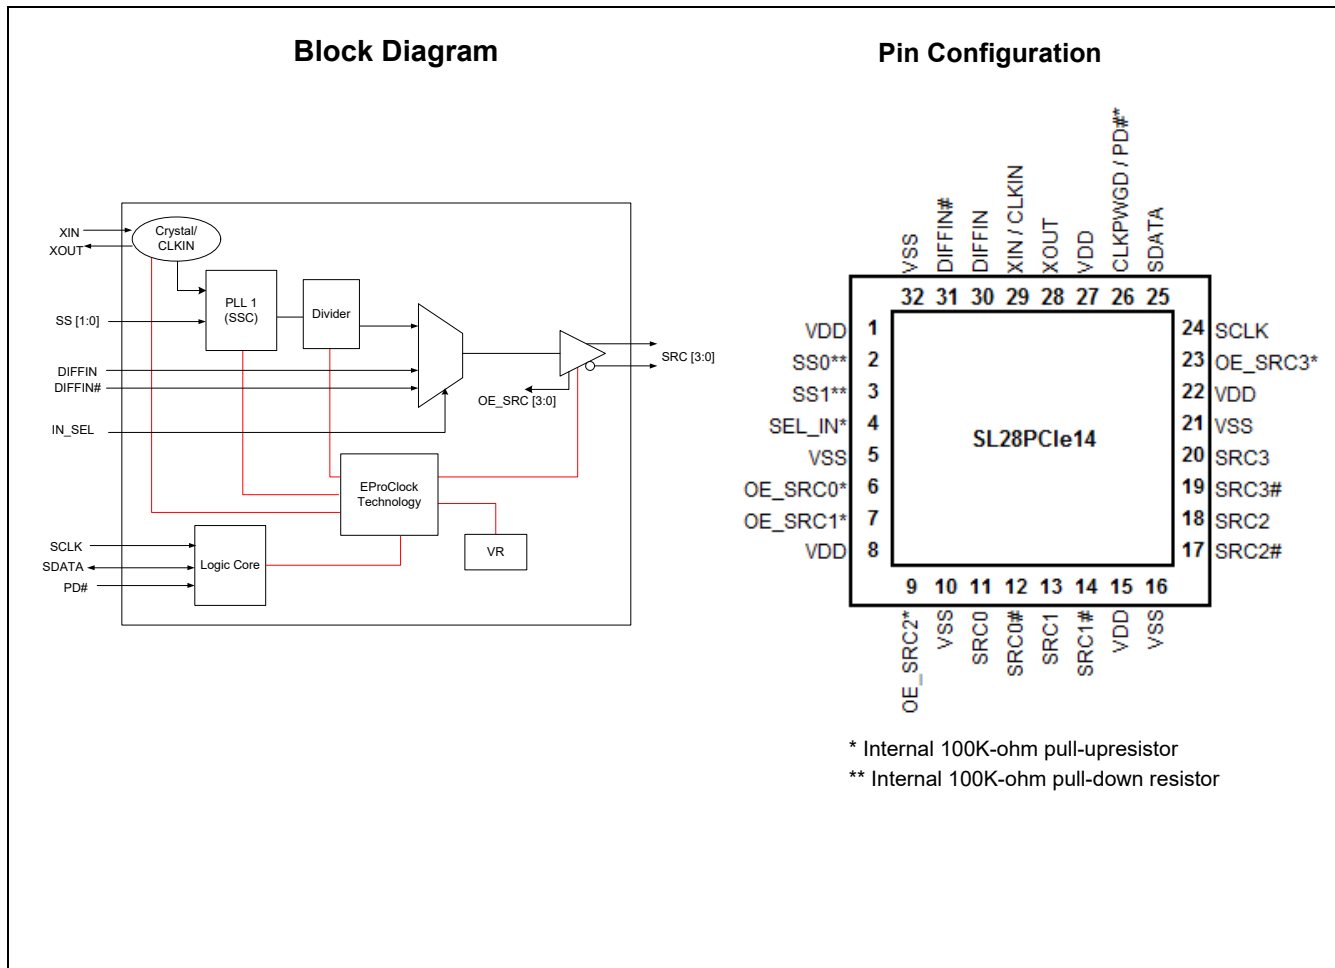 Block Diagram
XIN
XOUT
Crystal/
CLKIN
SS [1:0]
PLL 1
(SSC)
Divider
DIFFIN
DIFFIN#
IN_SEL
OE_SRC [3:0]
SRC [3:0]
EProClock
Technology
VR
SCLK
SDATA
PD#
Logic Core
Pin Configuration
VSS
DIFFIN#
DIFFIN
XIN / CLKIN
XOUT
VDD
CLKPWGD / PD#*
SDATA
32 31 30 29 28 27 26 25
VDD 1
SS0** 2
SS1** 3
SEL_IN* 4
VSS 5
OE_SRC0* 6
OE_SRC1* 7
VDD 8
SL28PCIe14
24 SCLK
23 OE_SRC3*
22 VDD
21 VSS
20 SRC3
19 SRC3#
18 SRC2
17 SRC2#
9 10 11 12 13 14 15 16
OE_SRC2*
VSS
SRC0
SRC0#
SRC1
SRC1#
VDD
VSS
* Internal 100K-ohm pull-upresistor
** Internal 100K-ohm pull-down resistor